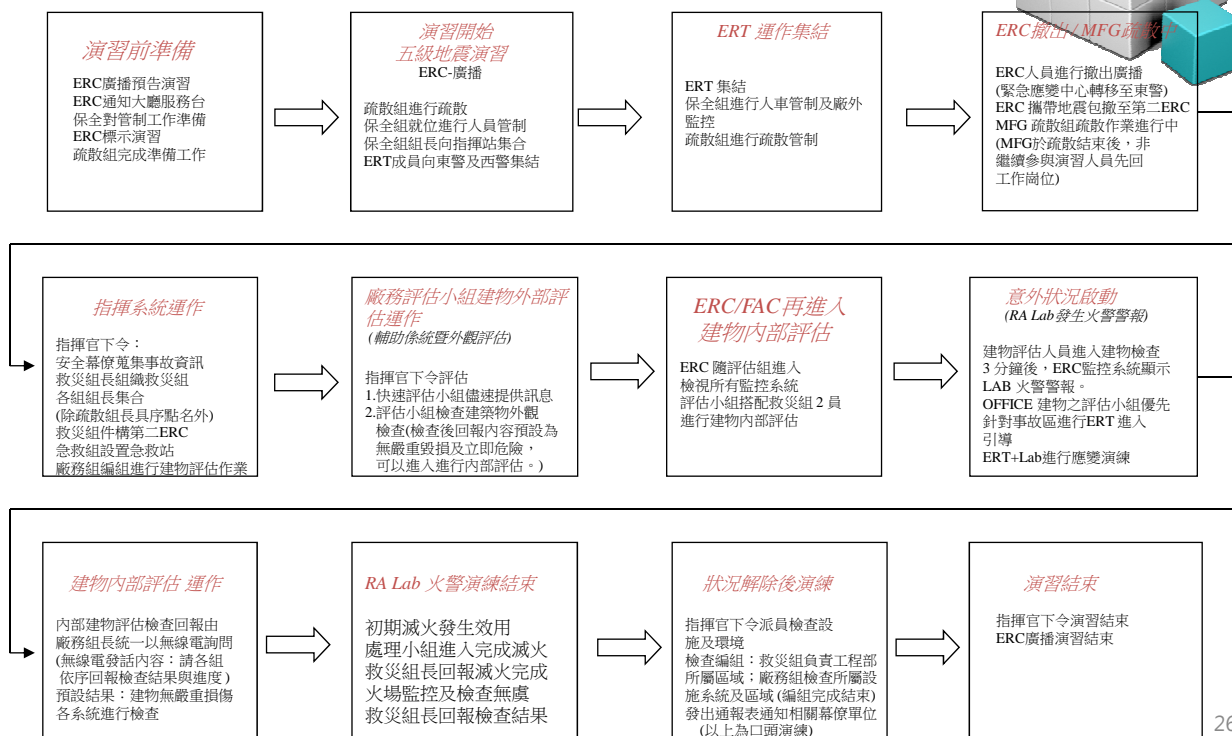 演習前準備
ERC廣播預告演習
ERC通知大廳服務台
保全對管制工作準備
ERC標示演習
疏散組完成準備工作
演習開始
五級地震演習
ERC-廣播
疏散組進行疏散
保全組就位進行人員管制
保全組組長向指揮站集合
ERT成員向東警及西警集結
ERT 運作集結
ERT 集結
保全組進行人車管制及廠外
監控
疏散組進行疏散管制
ERC撤出 / MFG疏散中
ERC人員進行撤出廣播
(緊急應變中心轉移至東警)
ERC 攜帶地震包撤至第二ERC
MFG 疏散組疏散作業進行中
(MFG於疏散結束後，非
繼續參與演習人員先回
工作崗位)
指揮系統運作
指揮官下令：
安全幕僚蒐集事故資訊
救災組長組織救災組
各組組長集合
(除疏散組長具序點名外)
救災組件構第二ERC
急救組設置急救站
廠務組編組進行建物評估作業
廠務評估小組建物外部評
估運作
(輔助係統暨外觀評估)
指揮官下令評估
1.快速評估小組儘速提供訊息
2.評估小組檢查建築物外觀
檢查(檢查後回報內容預設為
無嚴重毀損及立即危險，
可以進入進行內部評估。)
ERC/FAC再進入
建物內部評估
ERC 隨評估組進入
檢視所有監控系統
評估小組搭配救災組 2 員
進行建物內部評估
意外狀況啟動
(RA Lab發生火警警報)
建物評估人員進入建物檢查
3 分鐘後，ERC監控系統顯示
LAB 火警警報。
OFFICE 建物之評估小組優先
針對事故區進行ERT 進入
引導
ERT+Lab進行應變演練
建物內部評估 運作
內部建物評估檢查回報由
廠務組長統一以無線電詢問
(無線電發話內容：請各組
依序回報檢查結果與進度 )
預設結果：建物無嚴重損傷
各系統進行檢查
RA Lab 火警演練結束
初期滅火發生效用
處理小組進入完成滅火
救災組長回報滅火完成
火場監控及檢查無虞
救災組長回報檢查結果
狀況解除後演練
指揮官下令派員檢查設
施及環境
檢查編組：救災組負責工程部
所屬區域；廠務組檢查所屬設
施系統及區域 (編組完成結束)
發出通報表通知相關幕僚單位
(以上為口頭演練)
演習結束
指揮官下令演習結束
ERC廣播演習結束
26